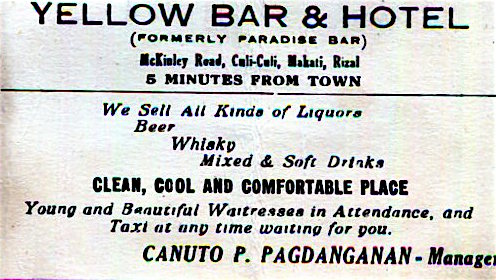 YELLOW BAR & HOTEL
(FORMERLY PARADISE BAR)
McKinley Road, Culi-Culi, Makati, Rizal
5 MINUTES FROM TOWN
We Sell All Kinds of Liquors
Beer
Whisky
Mixed & Soft Drinks
CLEAN, COOL AND COMFORTABLE PLACE
Young and Beautiful Waitresses in Attendance, and
Taxi at any time waiting for you.
CANUTO P. PAGDANGANAN - Manager